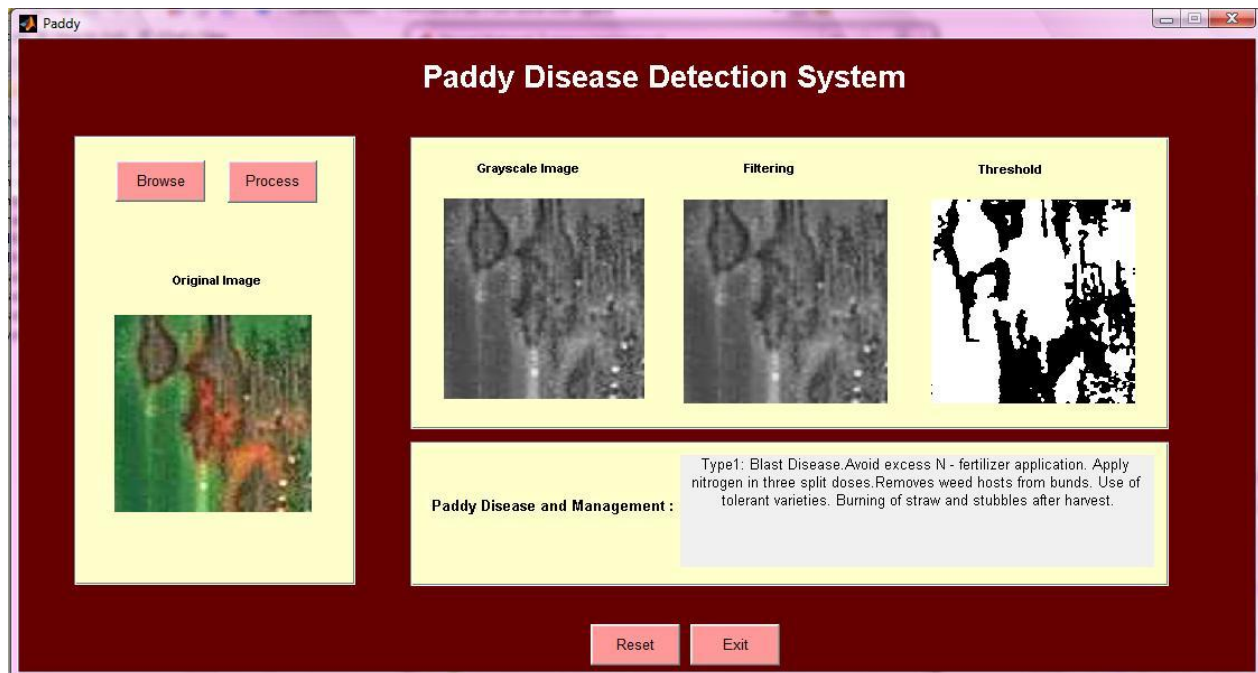 Paddy
Paddy Disease Detection System
Browse
Process
Original Image
Grayscale Image
Filtering
Threshold
Paddy Disease and Management :
Type1: Blast Disease.Avoid excess N - fertilizer application. Apply
nitrogen in three split doses.Removes weed hosts from bunds. Use of
tolerant varieties. Burning of straw and stubbles after harvest.
Reset
Exit